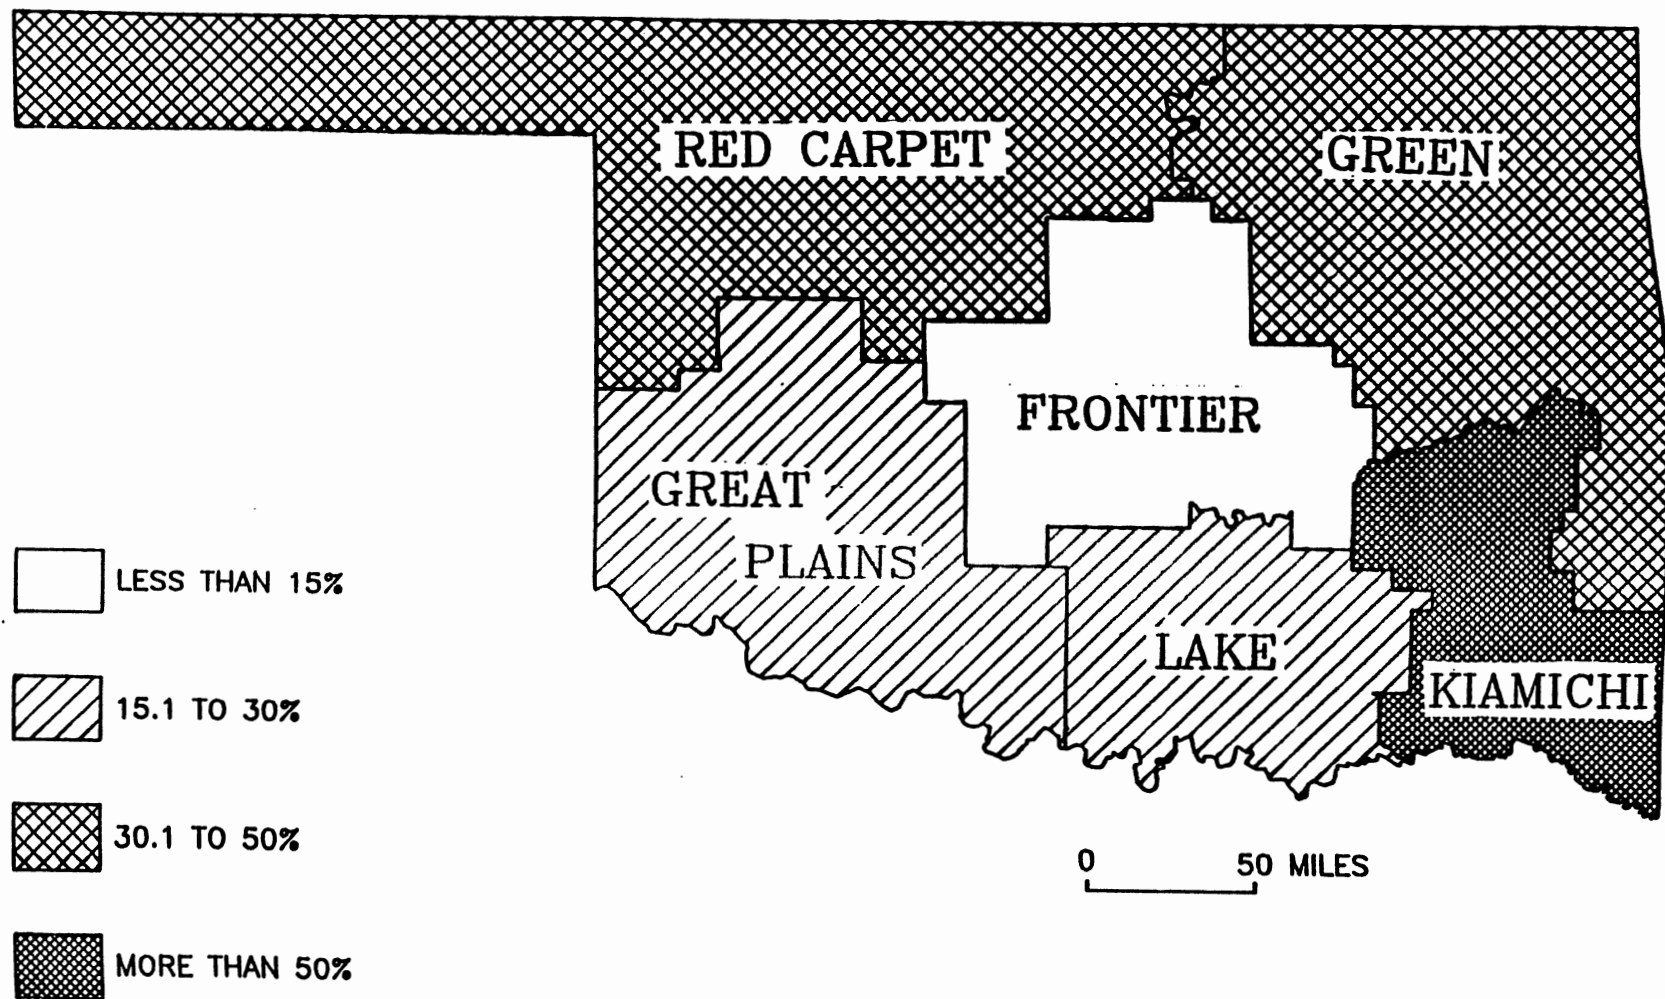 RED CARPET
GREEN
FRONTIER
GREAT
PLAINS
LAKE
KIAMICHI
LESS THAN 15%
15.1 TO 30%
30.1 TO 50%
MORE THAN 50%
0 50 MILES